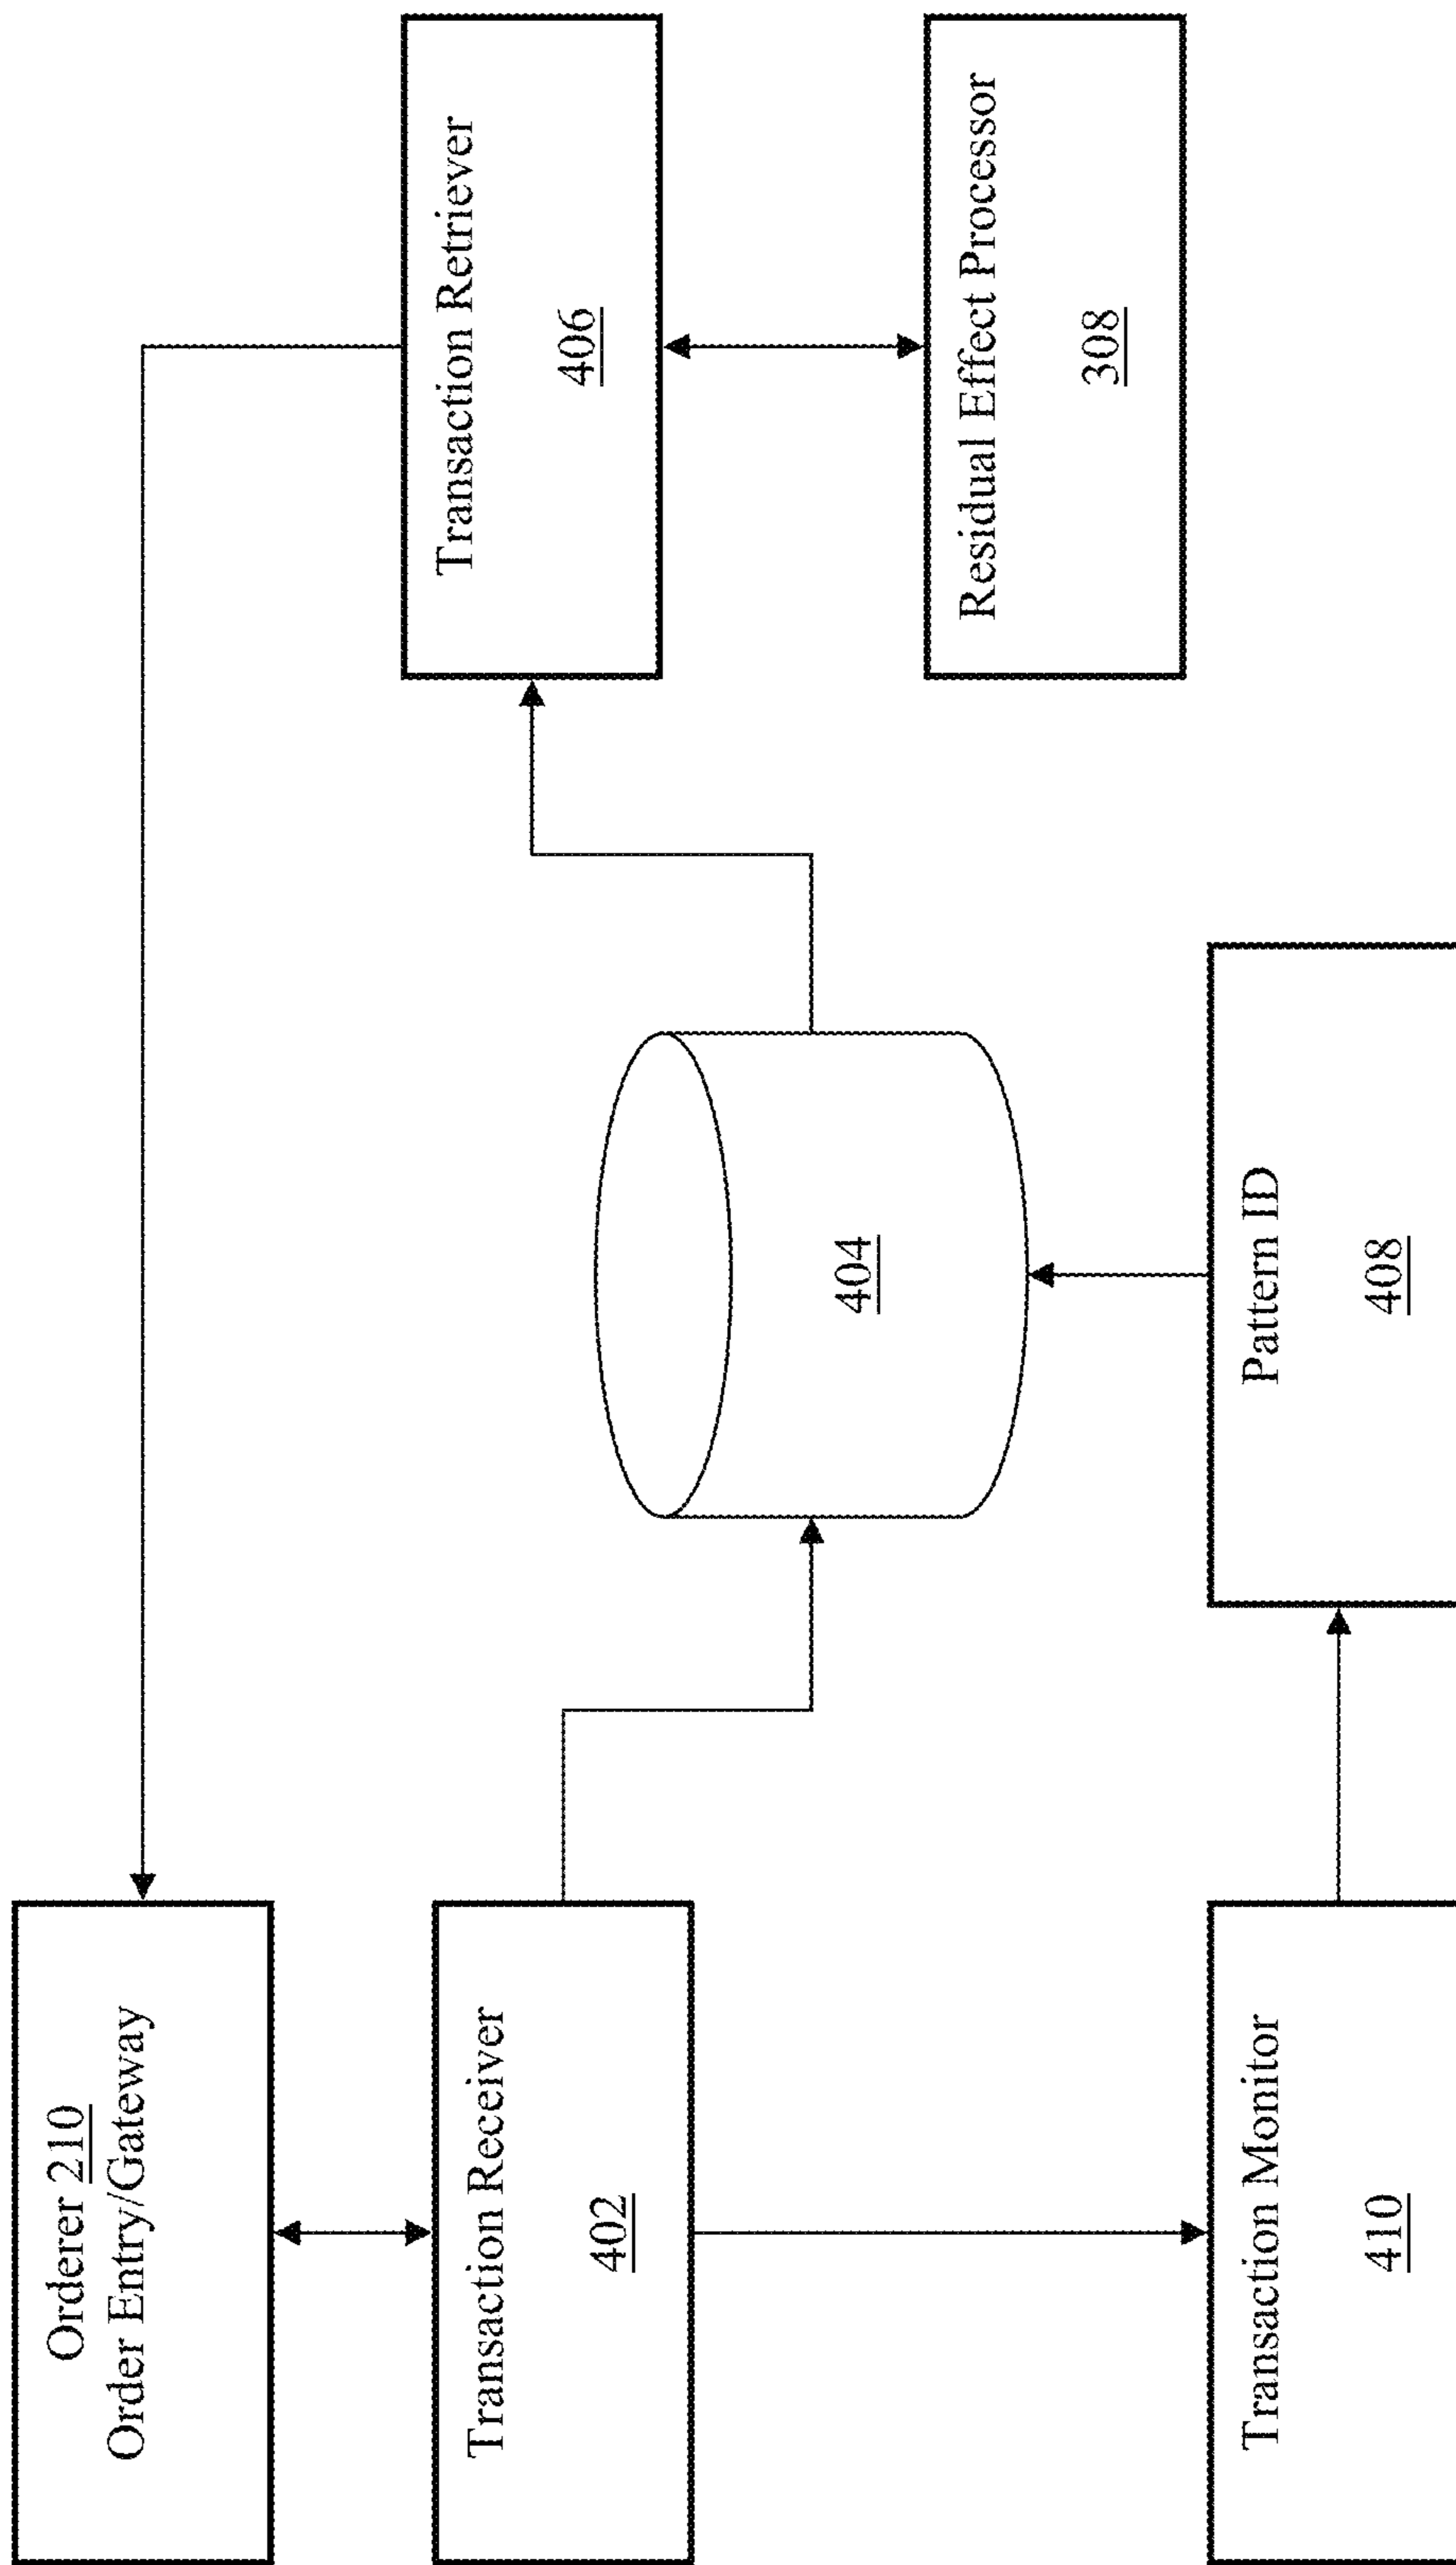 Orderer 210
Order Entry/Gateway
Transaction Receiver
402
Transaction Monitor
410
404
Pattern ID
408
Transaction Retriever
406
Residual Effect Processor
308